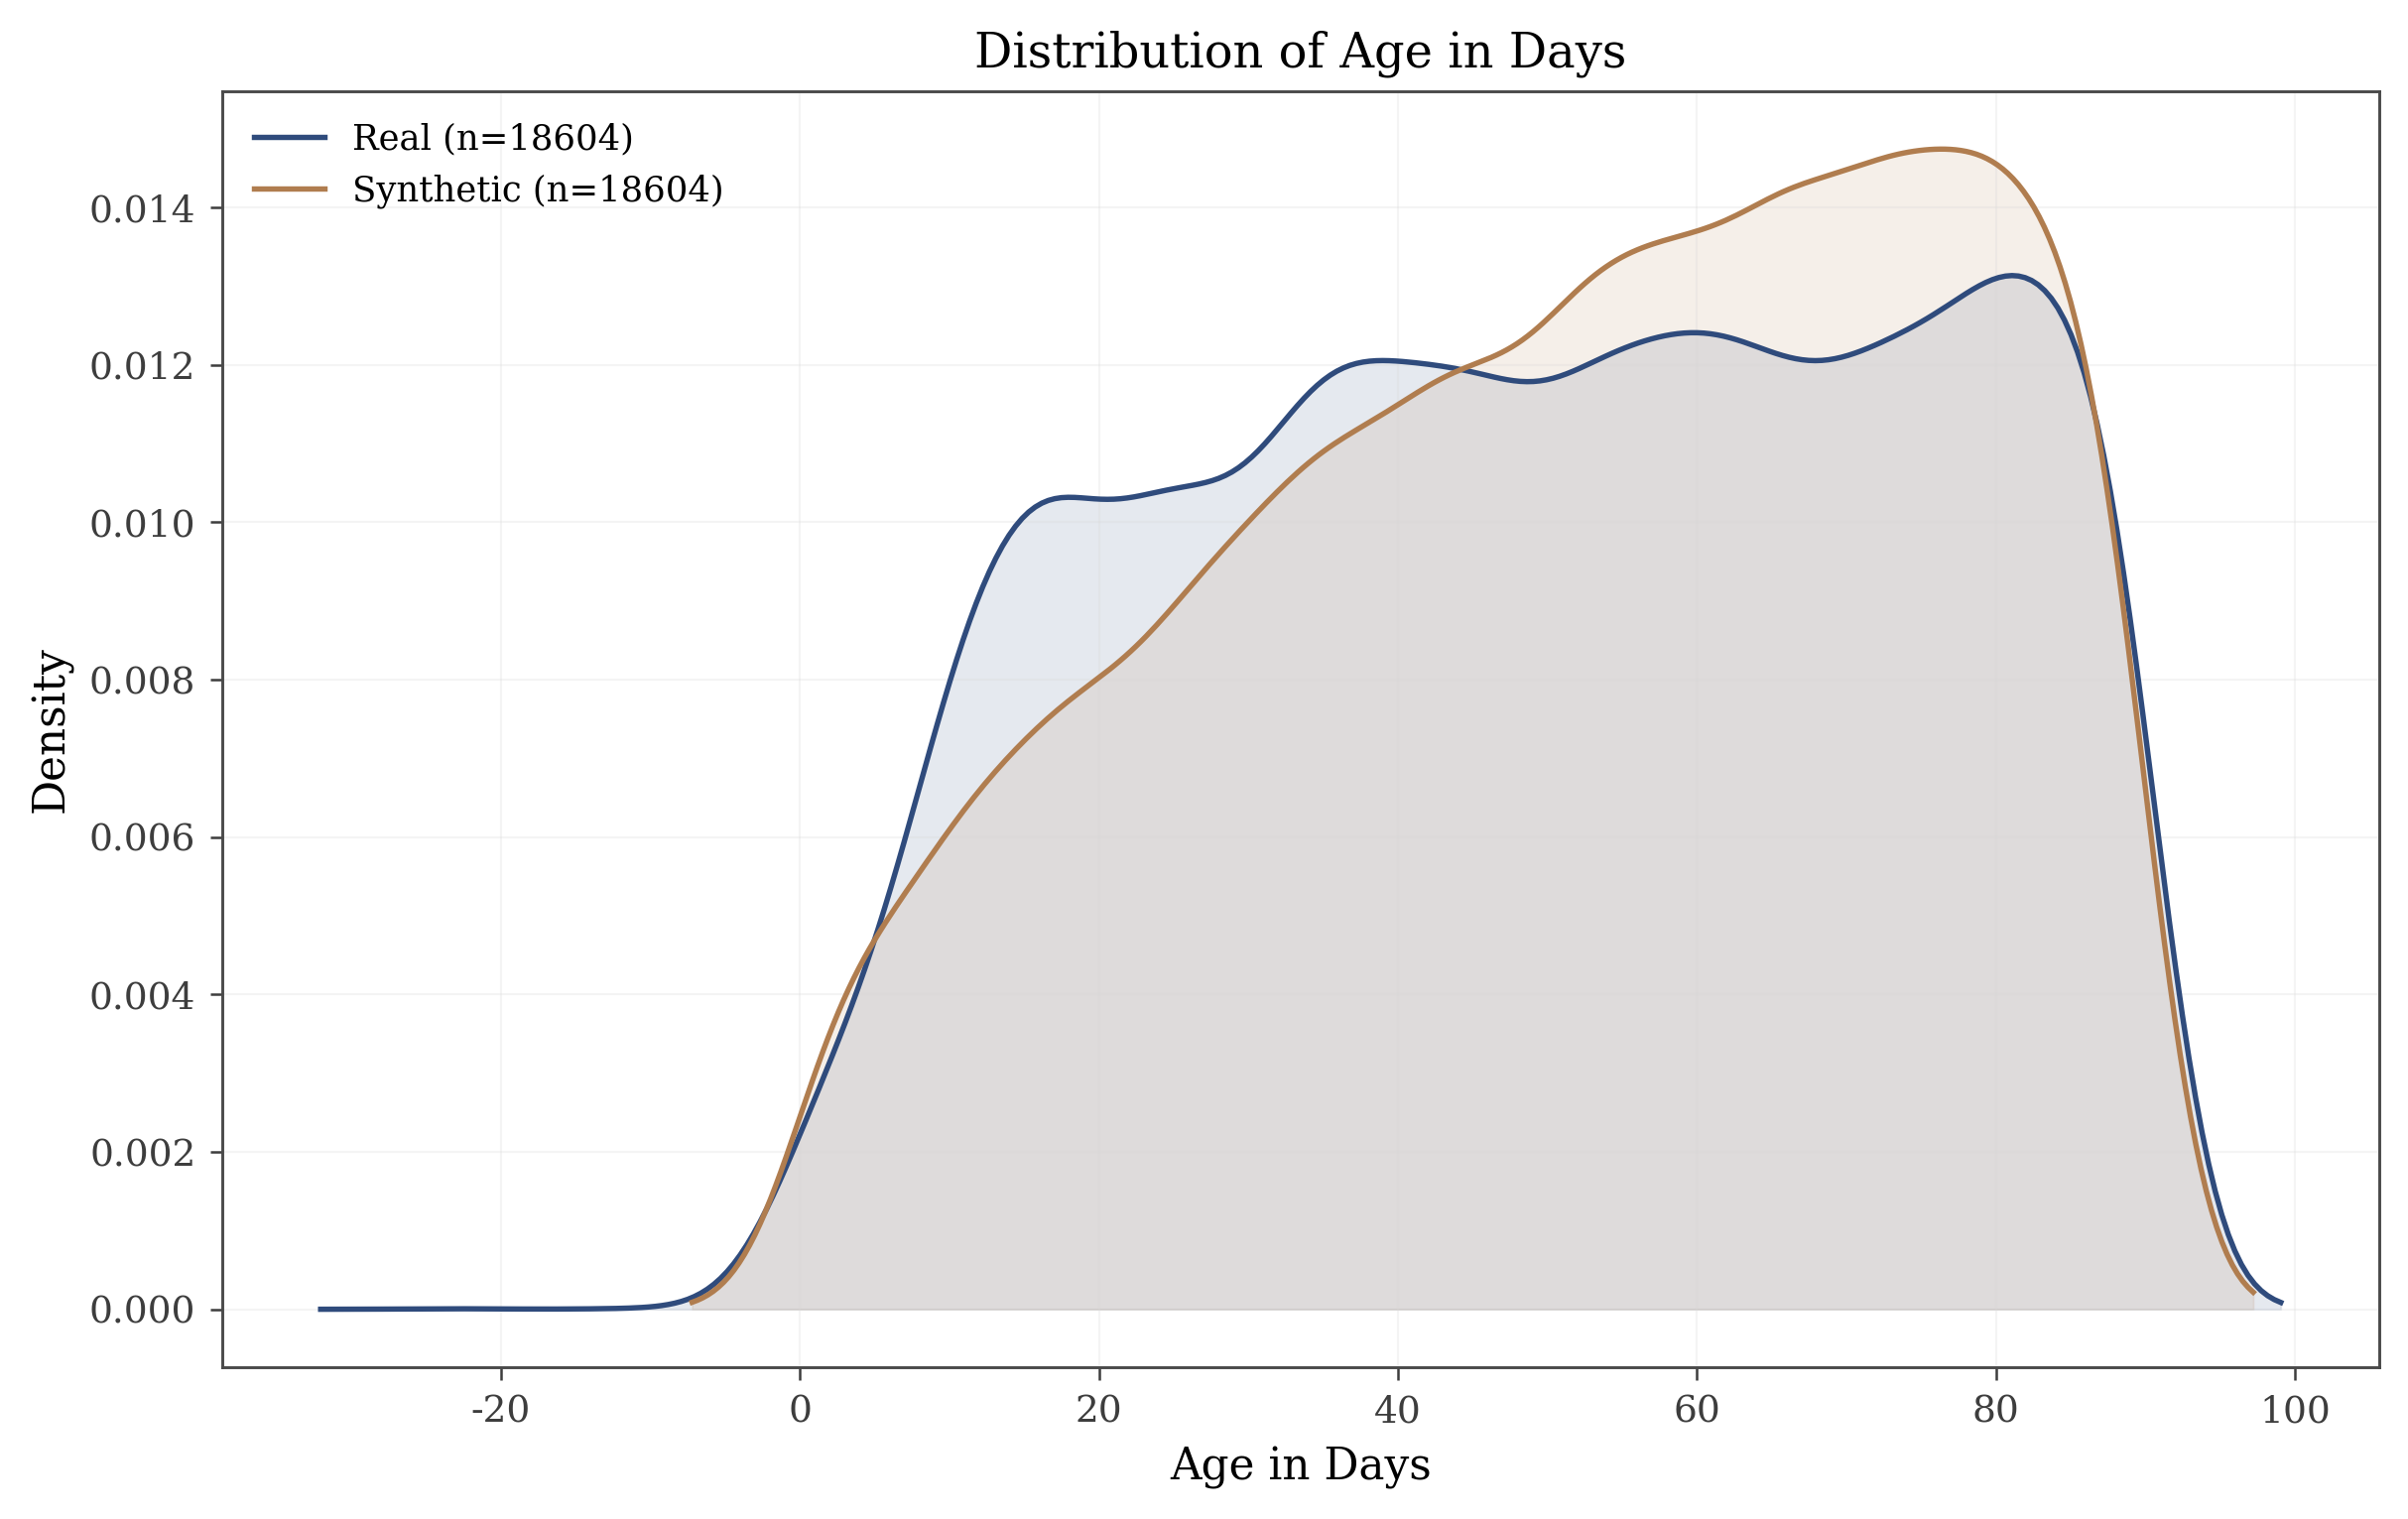 Distribution of Age in Days
Real (n=18604)
Synthetic (n=18604)
0.014
0.012
0.010
0.008
0.006
0.004
0.002
0.000
Density
-20 0 20 40 60 80 100
Age in Days